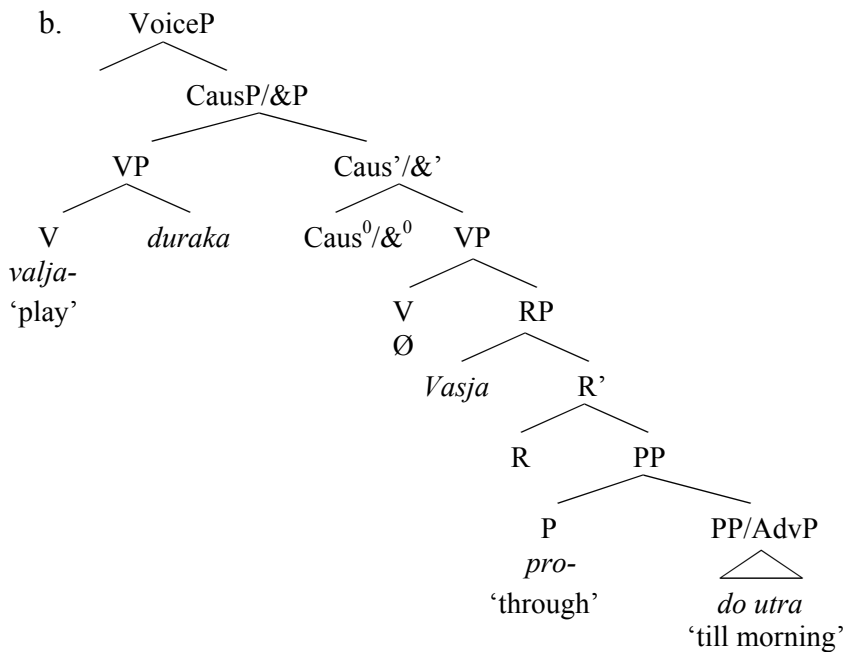 b. VoiceP
CausP/&P
VP Caus’/&’
V duraka Caus⁰/&⁰ VP
valja-
‘play’ V RP
Ø
Vasja R’
R PP
P PP/AdvP
pro-
‘through’ do utra
‘till morning’